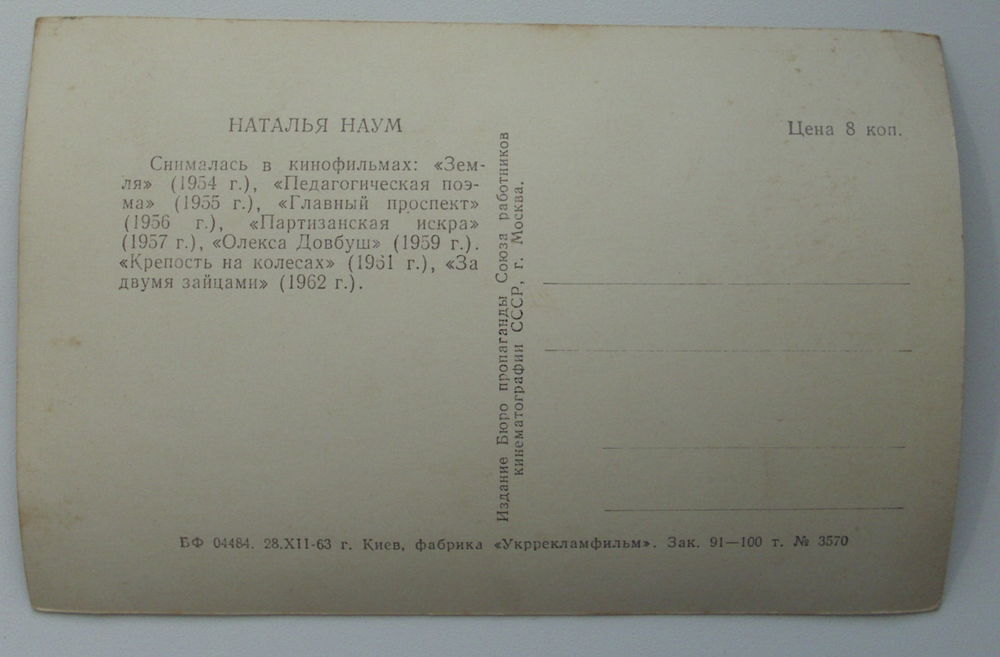 НАТАЛЬЯ НАУМ
Снималась в кинофильмах: «Зем-
ля» (1954 г.), «Педагогическая поэ-
ма» (1955 г.), «Главный проспект»
(1956 г.), «Партизанская искра»
(1957 г.), «Олекса Довбуш» (1959 г.).
«Крепость на колесах» (1961 г.), «За
двумя зайцами» (1962 г.).
Издание Бюро пропаганды Союза работников
кинематографии СССР, г. Москва.
Цена 8 коп.
БФ 04484. 28.XII-63 г. Киев, фабрика «Укррекламфильм». Зак. 91—100 т. № 3570